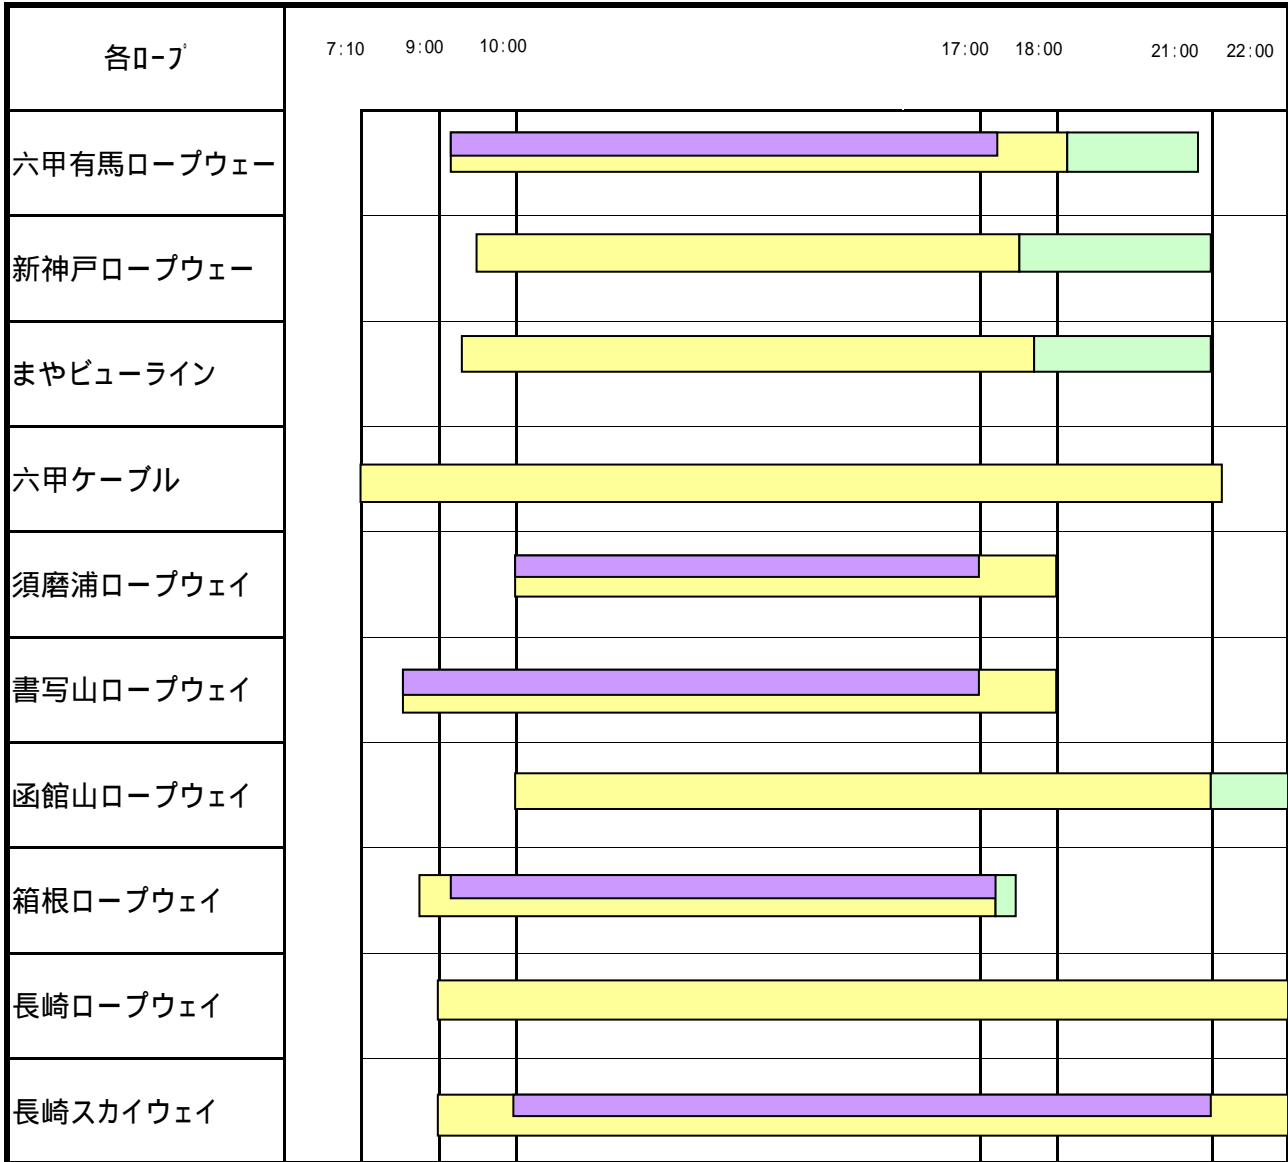 各ﾛｰﾌﾟ 7:10 9:00 10:00 17:00 18:00 21:00 22:00
六甲有馬ロープウェー
新神戸ロープウェー
まやビューライン
六甲ケーブル
須磨浦ロープウェイ
書写山ロープウェイ
函館山ロープウェイ
箱根ロープウェイ
長崎ロープウェイ
長崎スカイウェイ